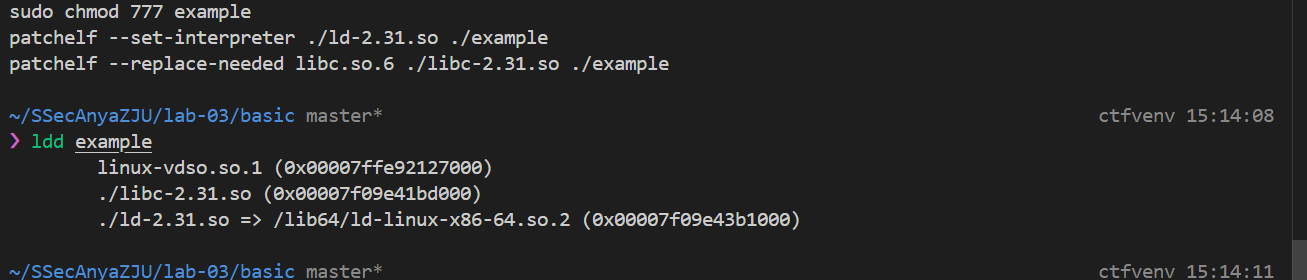 sudo chmod 777 example
patchelf --set-interpreter ./ld-2.31.so ./example
patchelf --replace-needed libc.so.6 ./libc-2.31.so ./example
~/SSecAnyaZJU/lab-03/basic master* ctfvenv 15:14:08
❯ ldd example
linux-vdso.so.1 (0x00007ffe92127000)
./libc-2.31.so (0x00007f09e41bd000)
./ld-2.31.so => /lib64/ld-linux-x86-64.so.2 (0x00007f09e43b1000)
~/SSecAnyaZJU/lab-03/basic master* ctfvenv 15:14:11